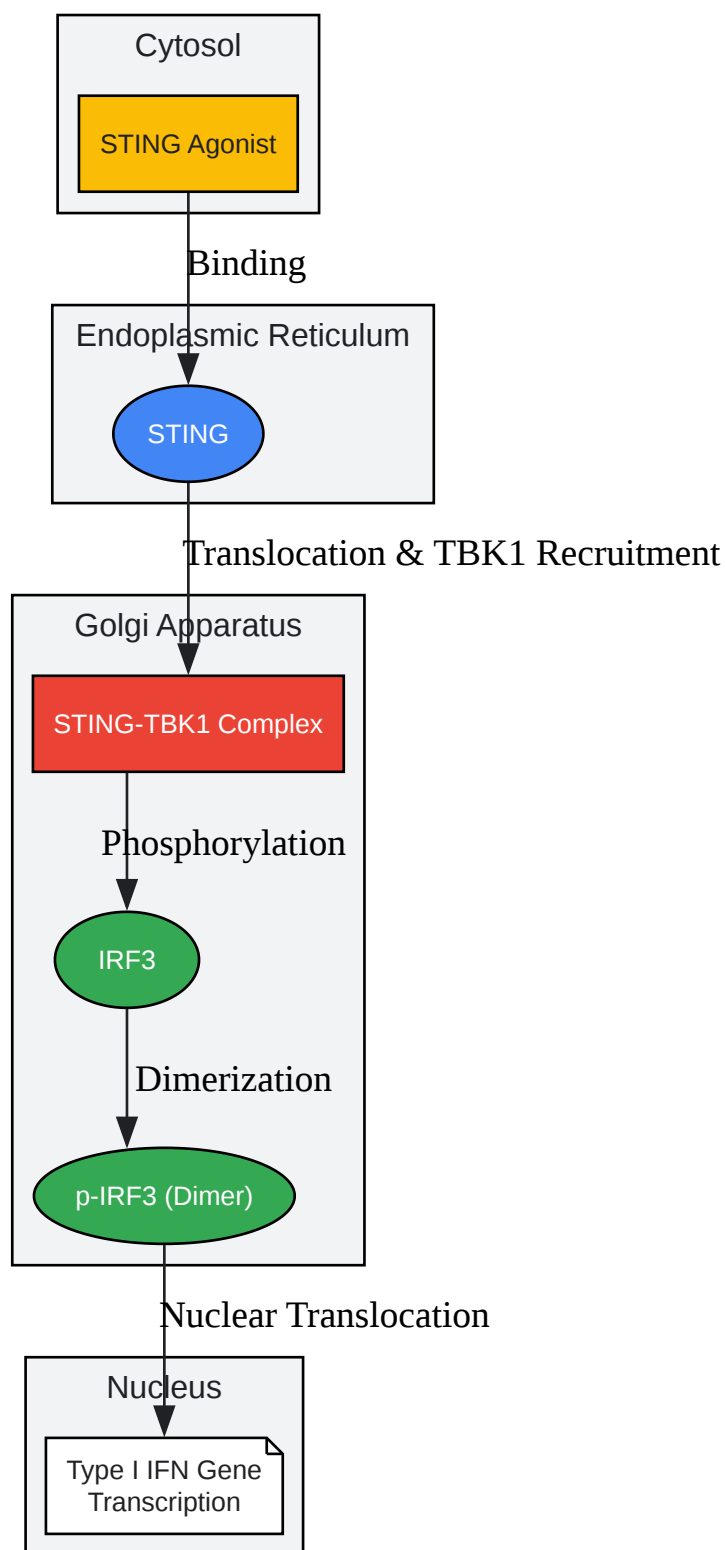 Cytosol
STING Agonist
Binding
Endoplasmic Reticulum
STING
Translocation & TBK1 Recruitment
Golgi Apparatus
STING-TBK1 Complex
Phosphorylation
IRF3
Dimerization
p-IRF3 (Dimer)
Nuclear Translocation
Nucleus
Type I IFN Gene
Transcription